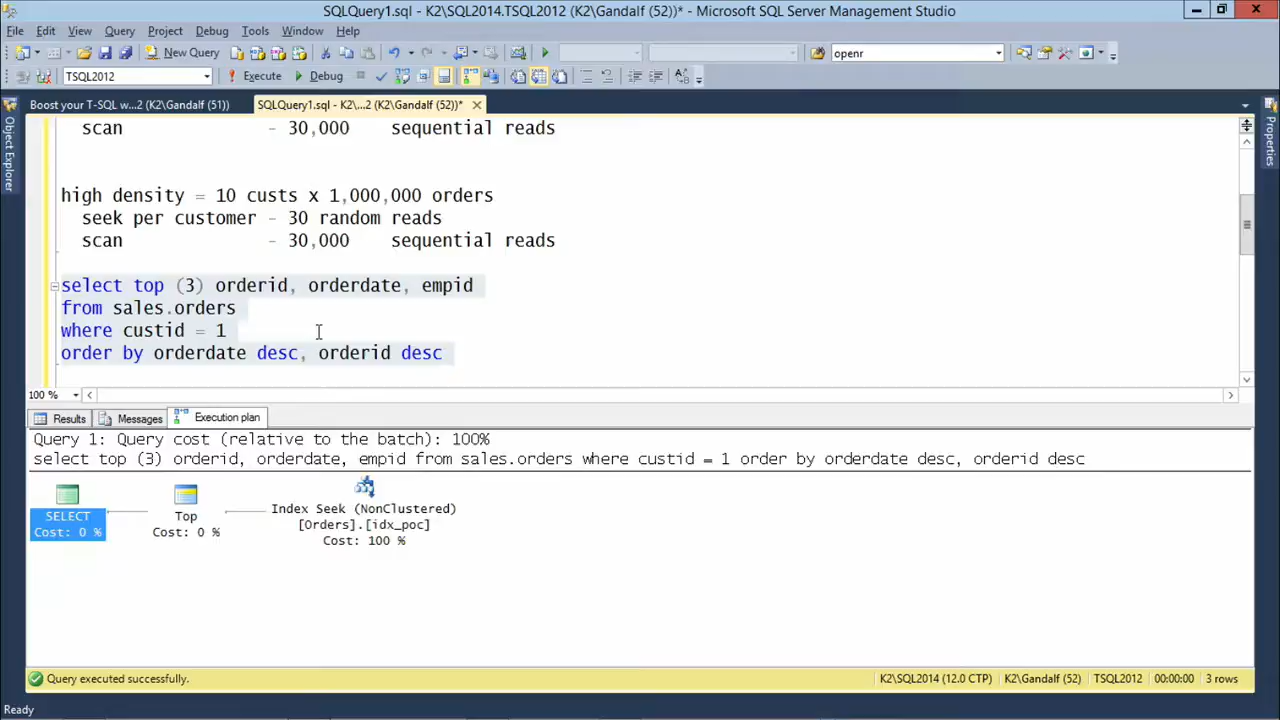 SQLQuery1.sql - K2\SQL2014.TSQL2012 (K2\Gandalf (52))* - Microsoft SQL Server Management Studio
File Edit View Query Project Debug Tools Window Help
New Query openr
TSQL2012 ! Execute Debug
Boost your T-SQL w...2 (K2\Gandalf (51)) SQLQuery1.sql - K2\...2 (K2\Gandalf (52))*
Object Explorer
Properties
scan - 30,000 sequential reads
high density = 10 custs x 1,000,000 orders
seek per customer - 30 random reads
scan - 30,000 sequential reads
select top (3) orderid, orderdate, empid
from sales.orders
where custid = 1
order by orderdate desc, orderid desc
100 %
Results Messages Execution plan
Query 1: Query cost (relative to the batch): 100%
select top (3) orderid, orderdate, empid from sales.orders where custid = 1 order by orderdate desc, orderid desc
SELECT
Cost: 0 %
Top
Cost: 0 %
Index Seek (NonClustered)
[Orders].[idx_poc]
Cost: 100 %
Query executed successfully. K2\SQL2014 (12.0 CTP) K2\Gandalf (52) TSQL2012 00:00:00 3 rows
Ready